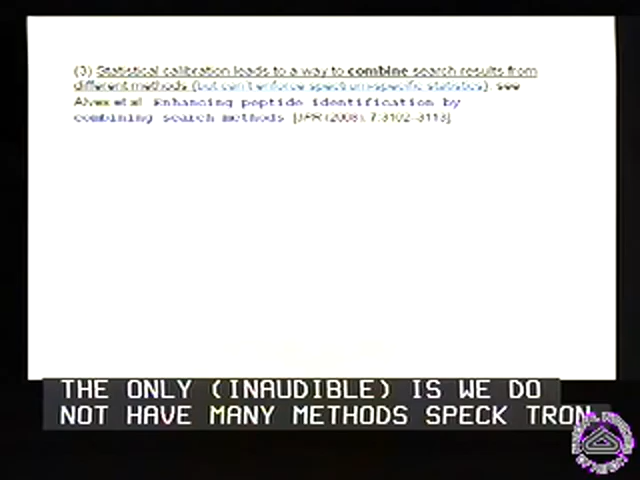 (3) Statistical calibration leads to a way to combine search results from
different methods (but can't enforce spectrum-specific statistics). see
Alves et al Enhancing peptide identification by
combining search methods [JPR (2008), 7:3102-3113]
THE ONLY (INAUDIBLE) IS WE DO
NOT HAVE MANY METHODS SPECK TRON